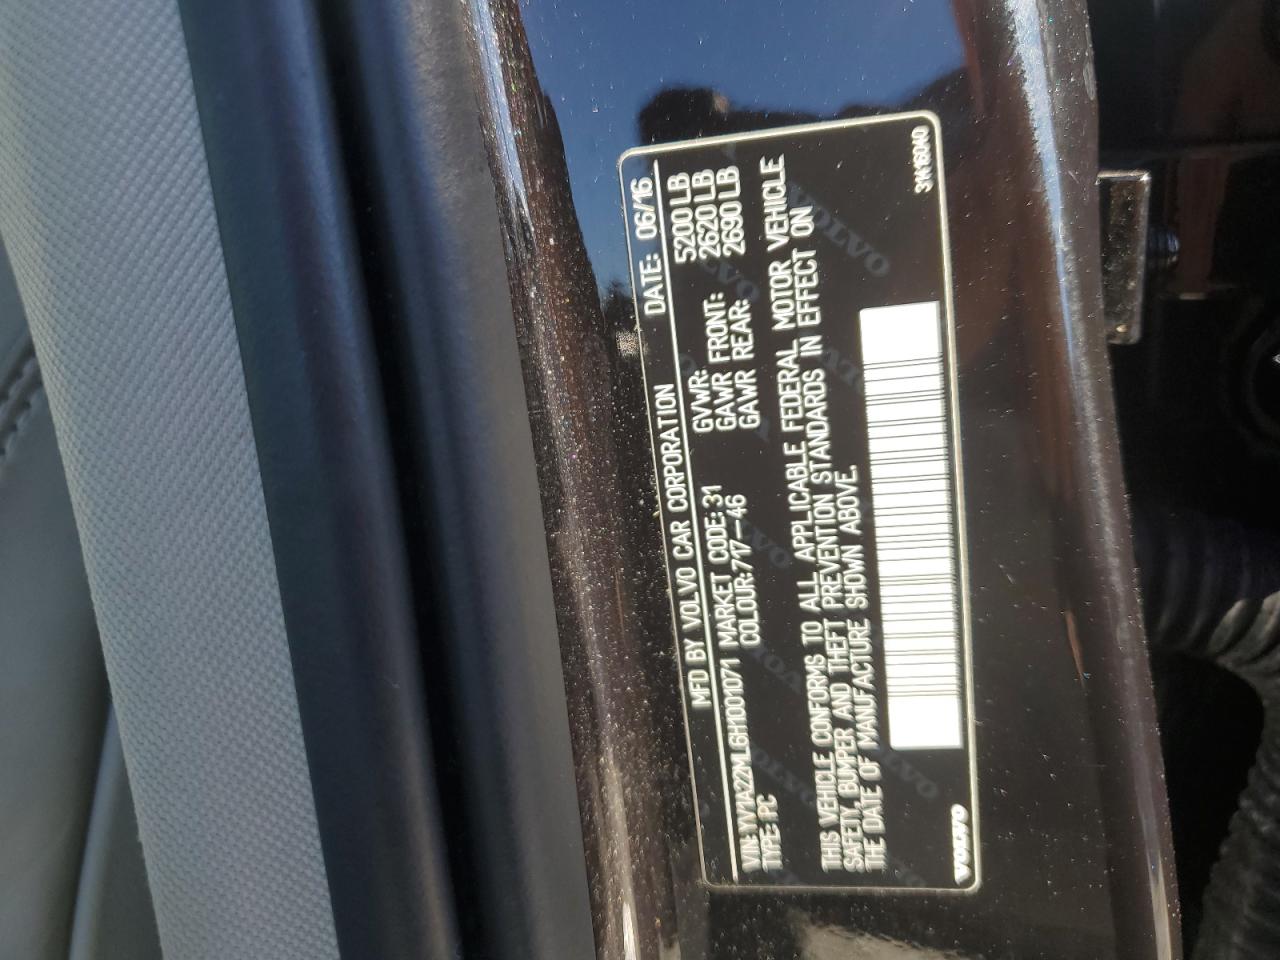 MFD BY VOLVO CAR CORPORATION DATE: 06/16
VIN: YV1A22ML6H1001071 MARKET CODE: 31 GVWR: 5200 LB
TYPE: PC COLOUR: 717--46 GAWR FRONT: 2620 LB
GAWR REAR: 2690 LB
THIS VEHICLE CONFORMS TO ALL APPLICABLE FEDERAL MOTOR VEHICLE
SAFETY, BUMPER AND THEFT PREVENTION STANDARDS IN EFFECT ON
THE DATE OF MANUFACTURE SHOWN ABOVE.
VOLVO 31416040